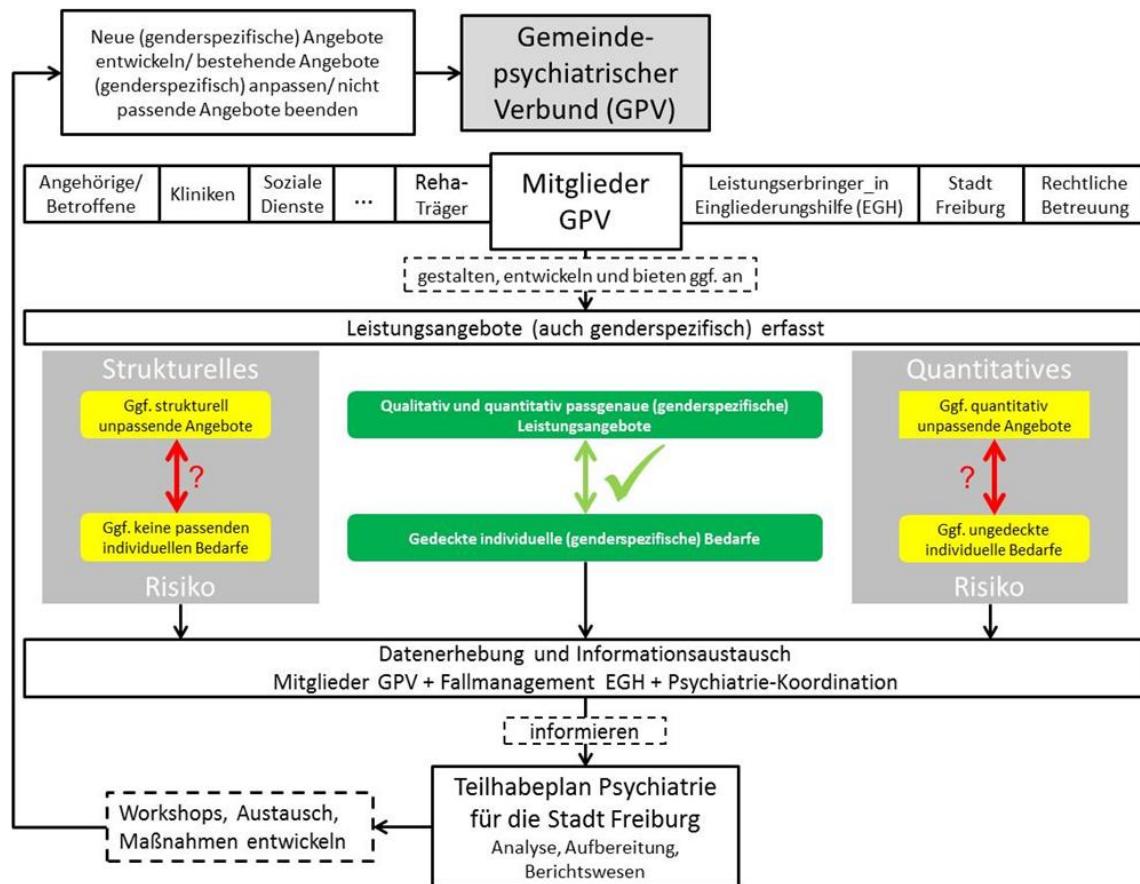 Neue (genderspezifische) Angebote
entwickeln/ bestehende Angebote
(genderspezifisch) anpassen/ nicht
passende Angebote beenden
Gemeinde-
psychiatrischer
Verbund (GPV)
Angehörige/
Betroffene
Kliniken
Soziale
Dienste
...
Reha-
Träger
Mitglieder
GPV
Leistungserbringer_in
Eingliederungshilfe (EGH)
Stadt
Freiburg
Rechtliche
Betreuung
gestalten, entwickeln und bieten ggf. an
Leistungsangebote (auch genderspezifisch) erfasst
Strukturelles
Ggf. strukturell
unpassende Angebote
?
Ggf. keine passenden
individuellen Bedarfe
Risiko
Qualitativ und quantitativ passgenaue (genderspezifische)
Leistungsangebote
Gedeckte individuelle (genderspezifische) Bedarfe
Quantitatives
Ggf. quantitativ
unpassende Angebote
?
Ggf. ungedeckte
individuelle Bedarfe
Risiko
Datenerhebung und Informationsaustausch
Mitglieder GPV + Fallmanagement EGH + Psychiatrie-Koordination
informieren
Teilhabeplan Psychiatrie
für die Stadt Freiburg
Analyse, Aufbereitung,
Berichtswesen
Workshops, Austausch,
Maßnahmen entwickeln